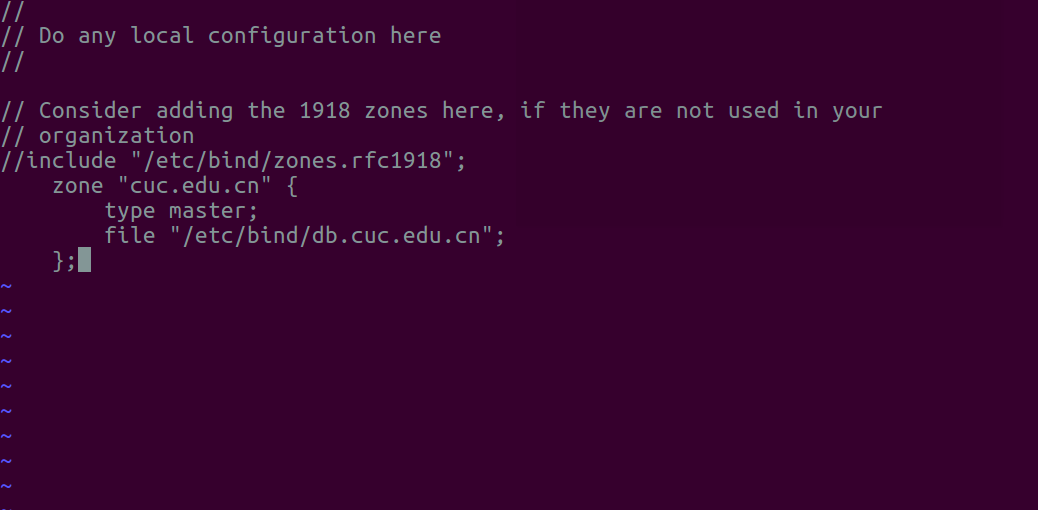 //
// Do any local configuration here
//

// Consider adding the 1918 zones here, if they are not used in your
// organization
//include "/etc/bind/zones.rfc1918";
    zone "cuc.edu.cn" {
        type master;
        file "/etc/bind/db.cuc.edu.cn";
    };
~
~
~
~
~
~
~
~
~
~